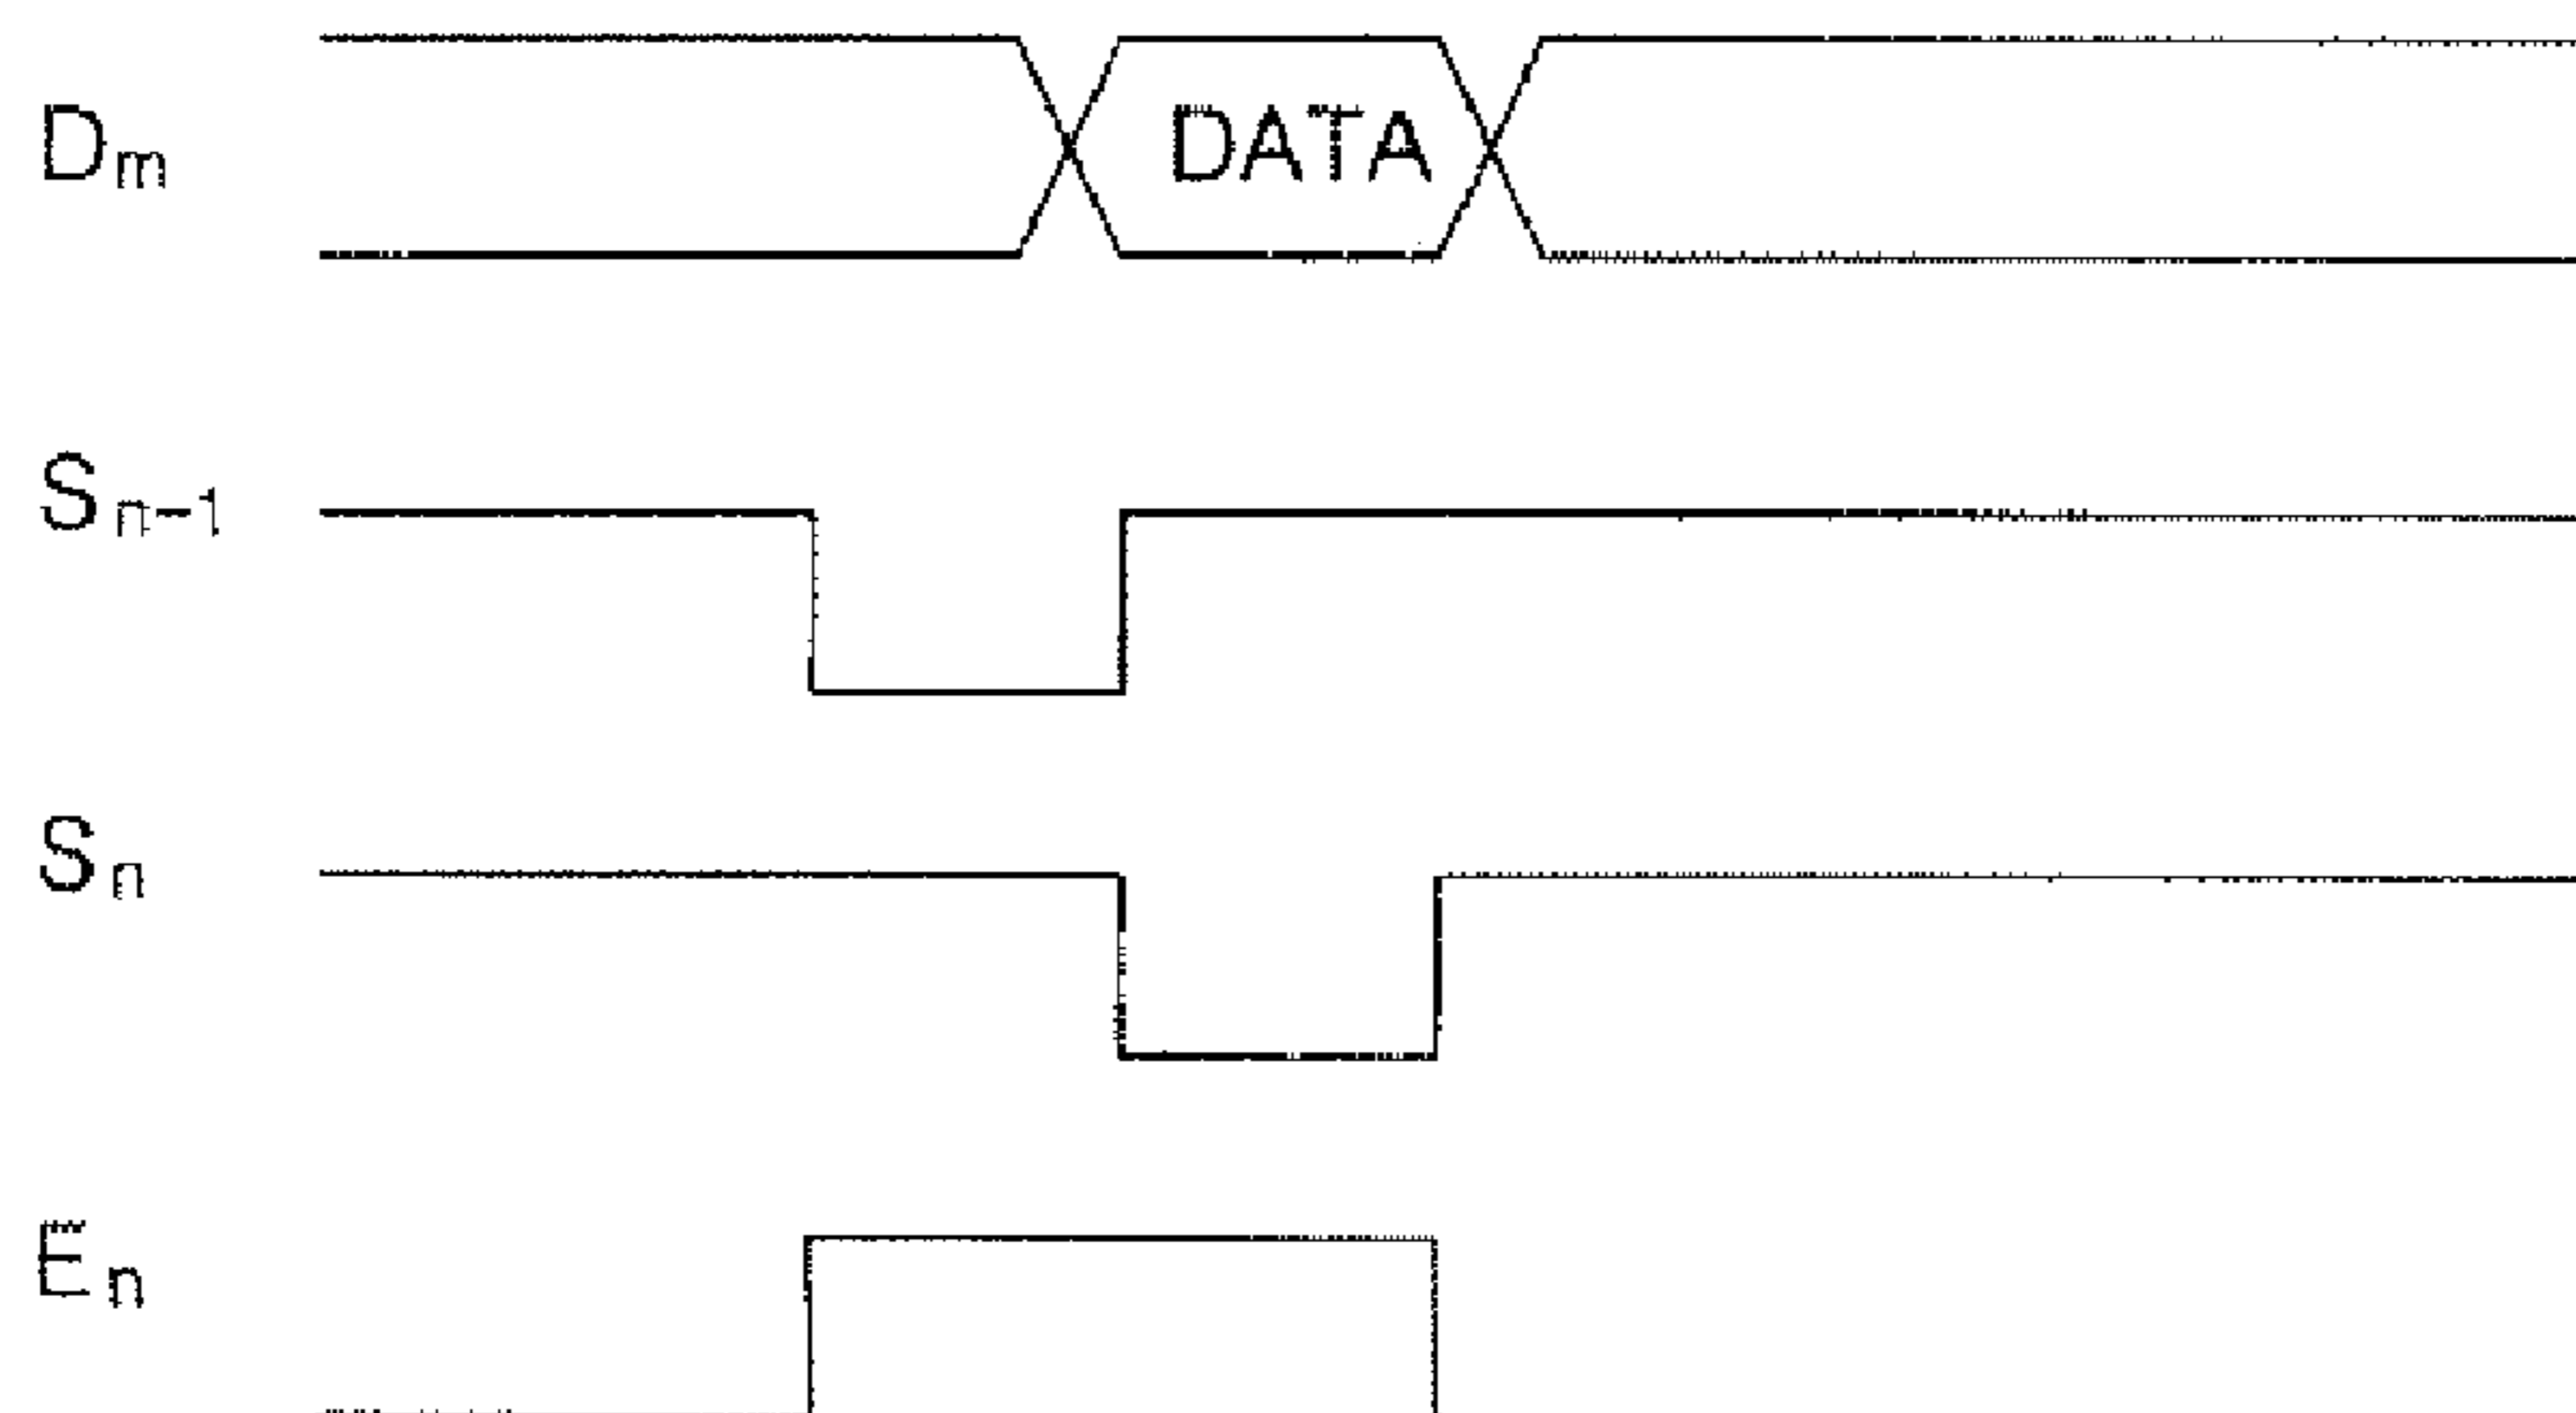 Dm
DATA
Sn-1
Sn
En